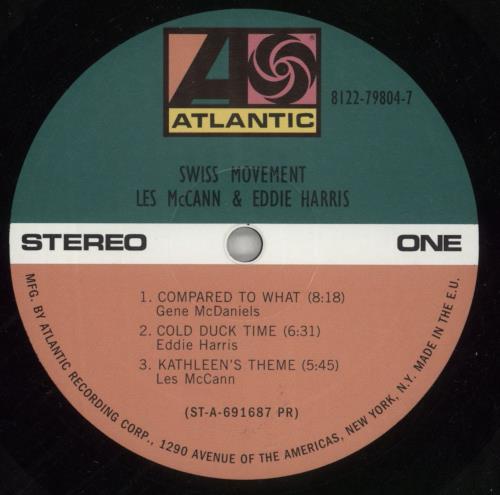 ATLANTIC
8122-79804-7
SWISS MOVEMENT
LES McCANN & EDDIE HARRIS
STEREO ONE
1. COMPARED TO WHAT (8:18)
Gene McDaniels
2. COLD DUCK TIME (6:31)
Eddie Harris
3. KATHLEEN'S THEME (5:45)
Les McCann
(ST-A-691687 PR)
MFG. BY ATLANTIC RECORDING CORP., 1290 AVENUE OF THE AMERICAS, NEW YORK, N.Y. MADE IN THE E.U.